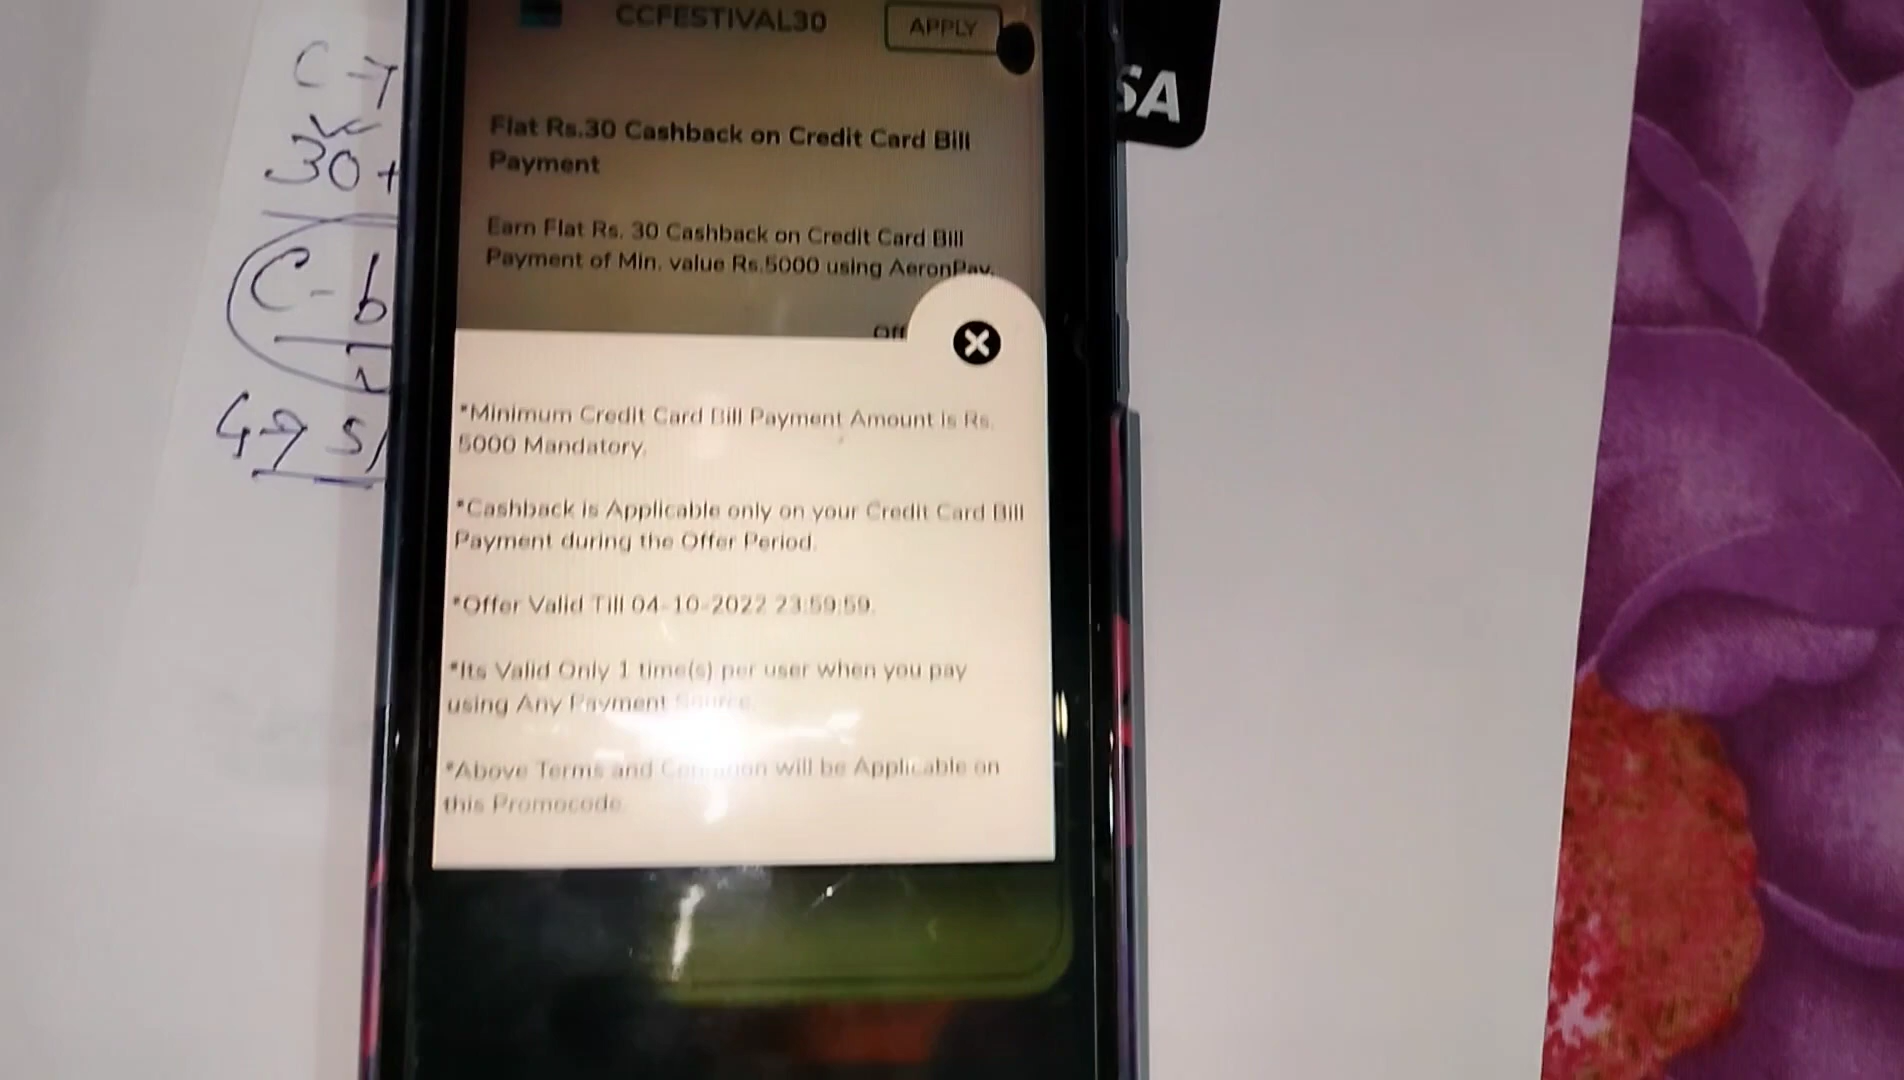 CCFESTIVAL30
APPLY
SA
Flat Rs.30 Cashback on Credit Card Bill
Payment
Earn Flat Rs. 30 Cashback on Credit Card Bill
Payment of Min. value Rs.5000 using AeronPay.
Off
*Minimum Credit Card Bill Payment Amount is Rs.
5000 Mandatory.
*Cashback is Applicable only on your Credit Card Bill
Payment during the Offer Period.
*Offer Valid Till 04-10-2022 23:59:59.
*Its Valid Only 1 time(s) per user when you pay
using Any Payment Source.
*Above Terms and Condition will be Applicable on
this Promocode.
30+
C-b